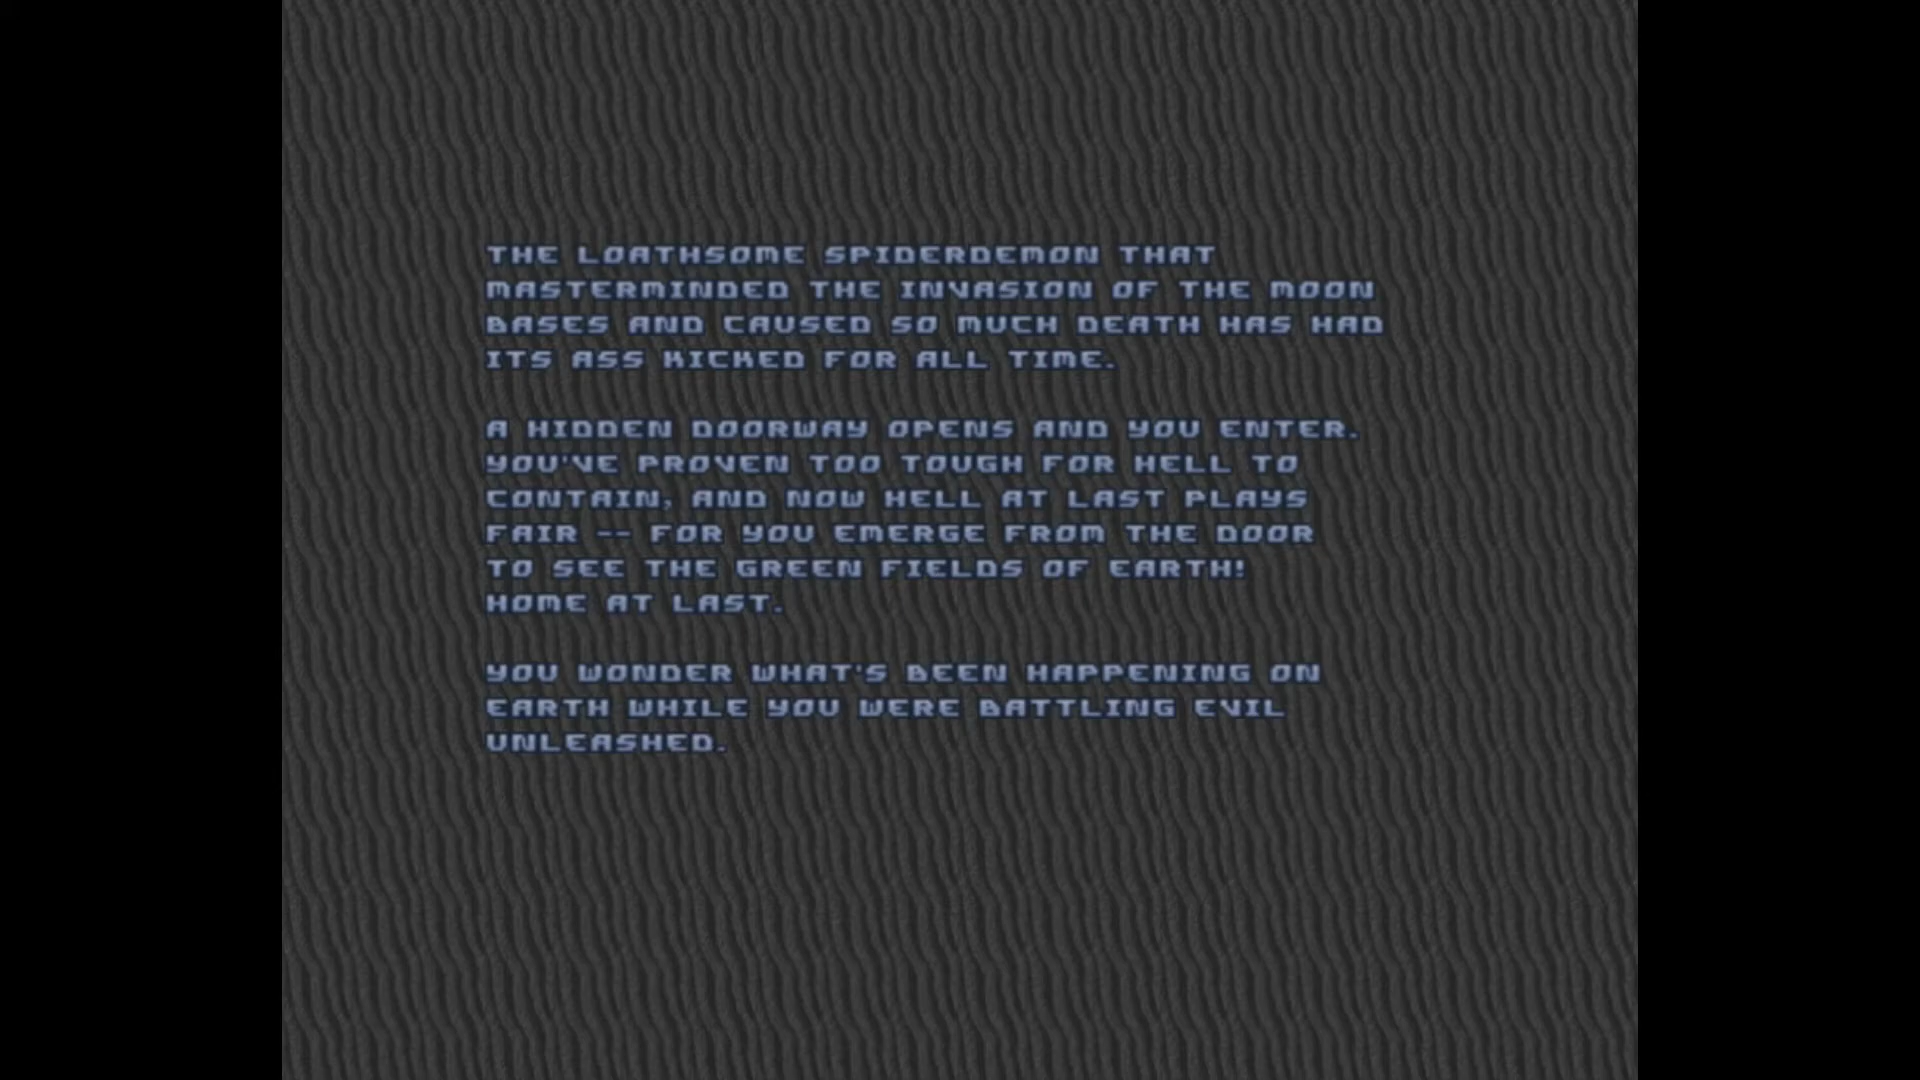 THE LOATHSOME SPIDERDEMON THAT
MASTERMINDED THE INVASION OF THE MOON
BASES AND CAUSED SO MUCH DEATH HAS HAD
ITS ASS KICKED FOR ALL TIME.
A HIDDEN DOORWAY OPENS AND YOU ENTER.
YOU'VE PROVEN TOO TOUGH FOR HELL TO
CONTAIN, AND NOW HELL AT LAST PLAYS
FAIR -- FOR YOU EMERGE FROM THE DOOR
TO SEE THE GREEN FIELDS OF EARTH!
HOME AT LAST.
YOU WONDER WHAT'S BEEN HAPPENING ON
EARTH WHILE YOU WERE BATTLING EVIL
UNLEASHED.